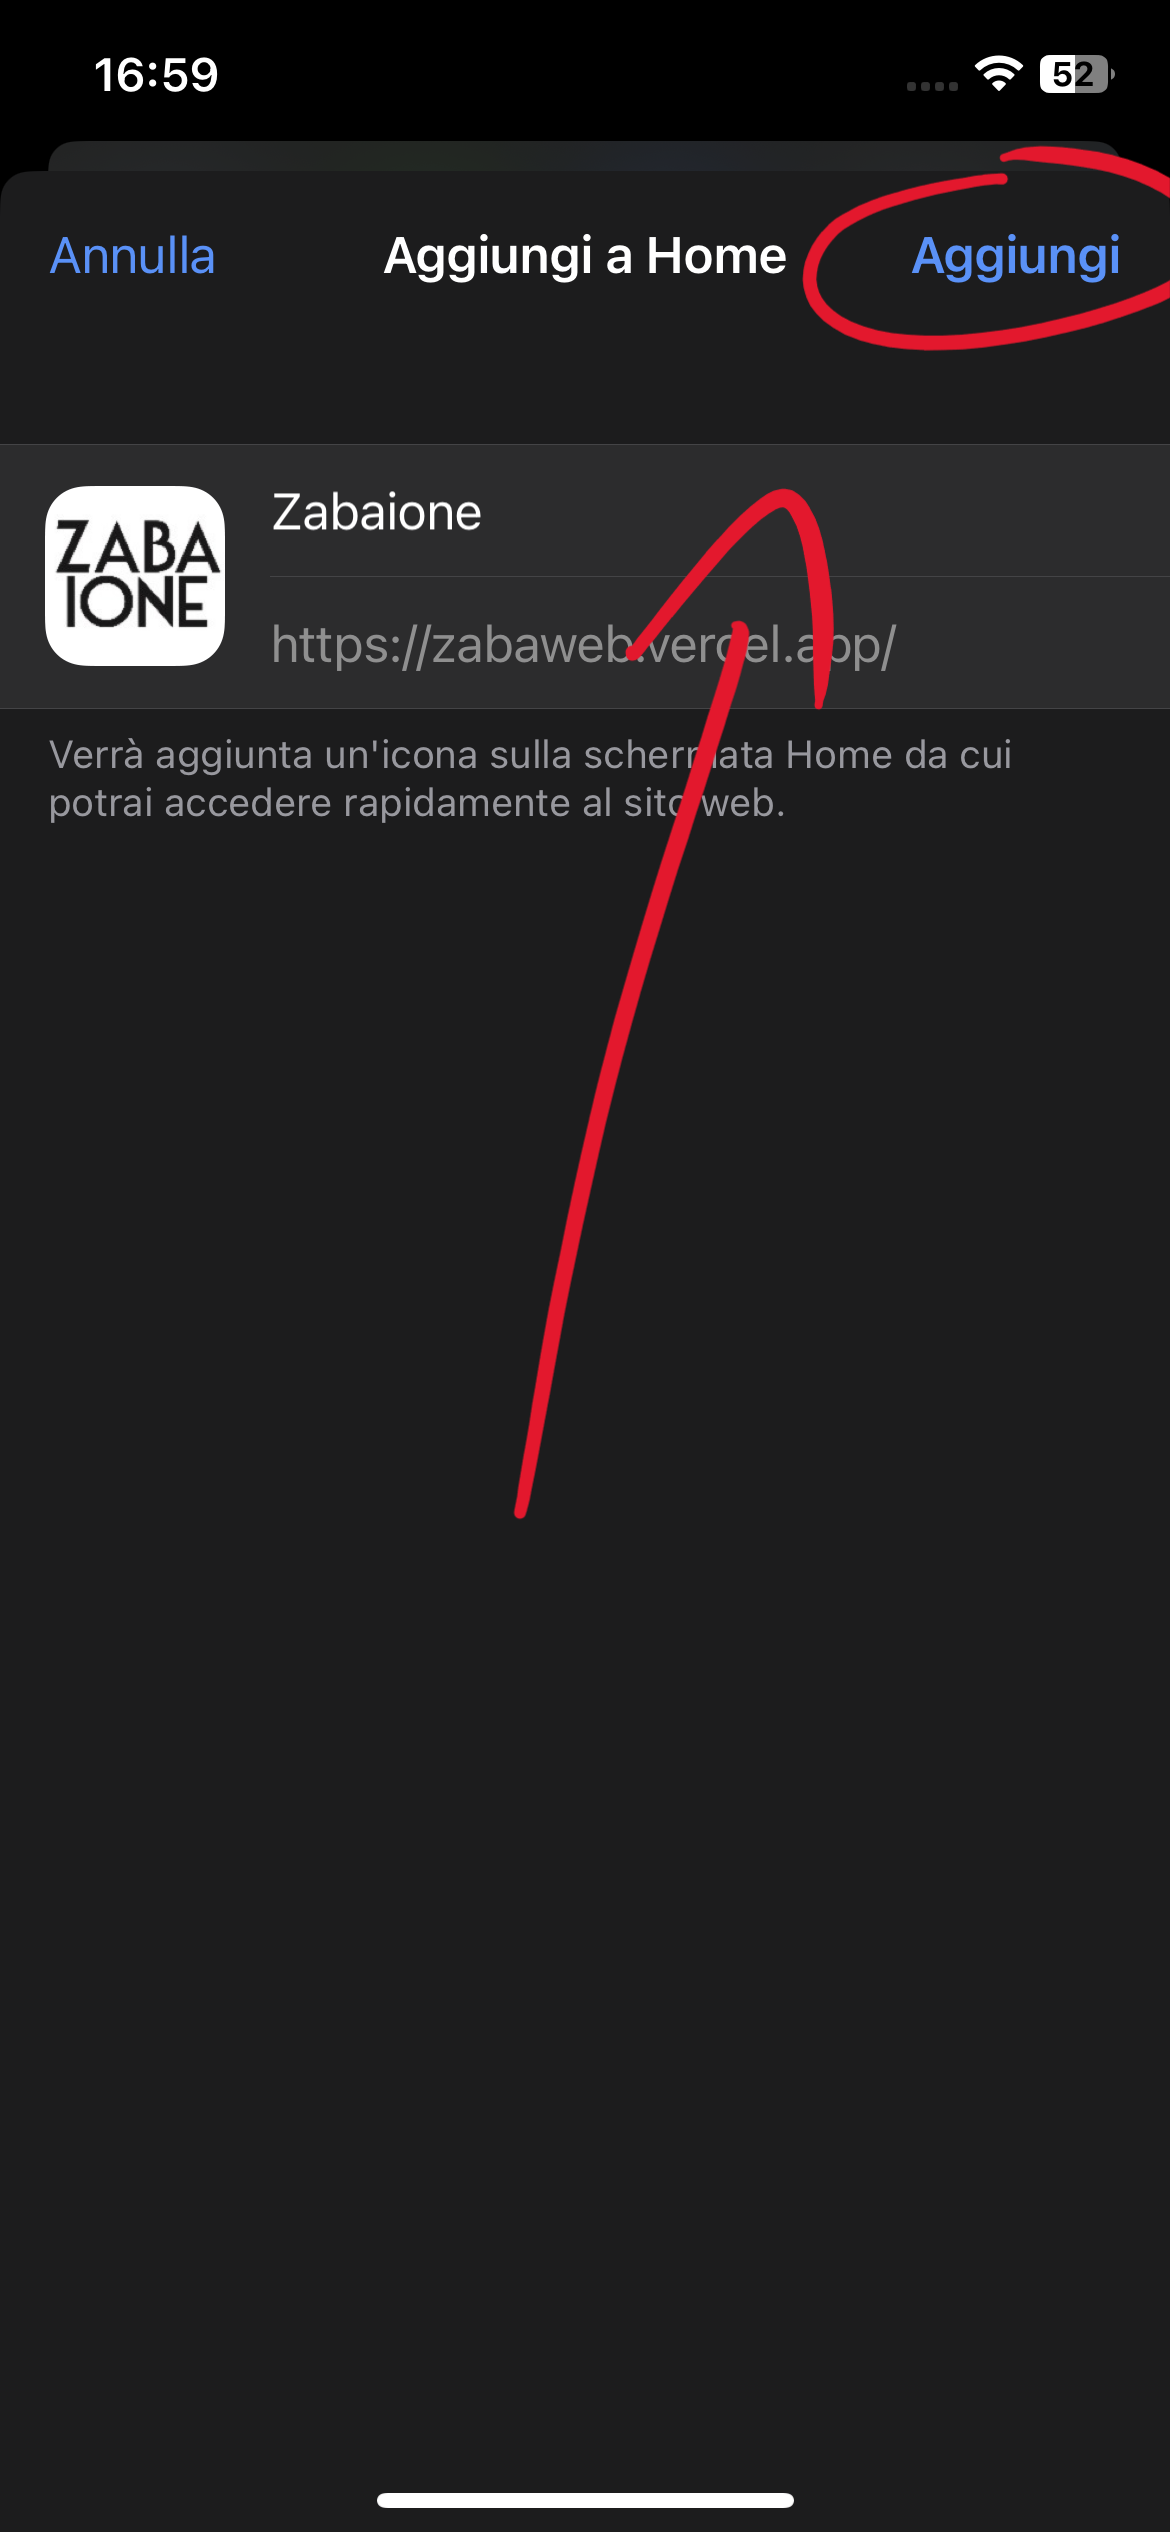 16:59
52
Annulla
Aggiungi a Home
Aggiungi
ZABA
IONE
Zabaione
https://zabaweb.vercel.app/
Verrà aggiunta un'icona sulla schermata Home da cui
potrai accedere rapidamente al sito web.